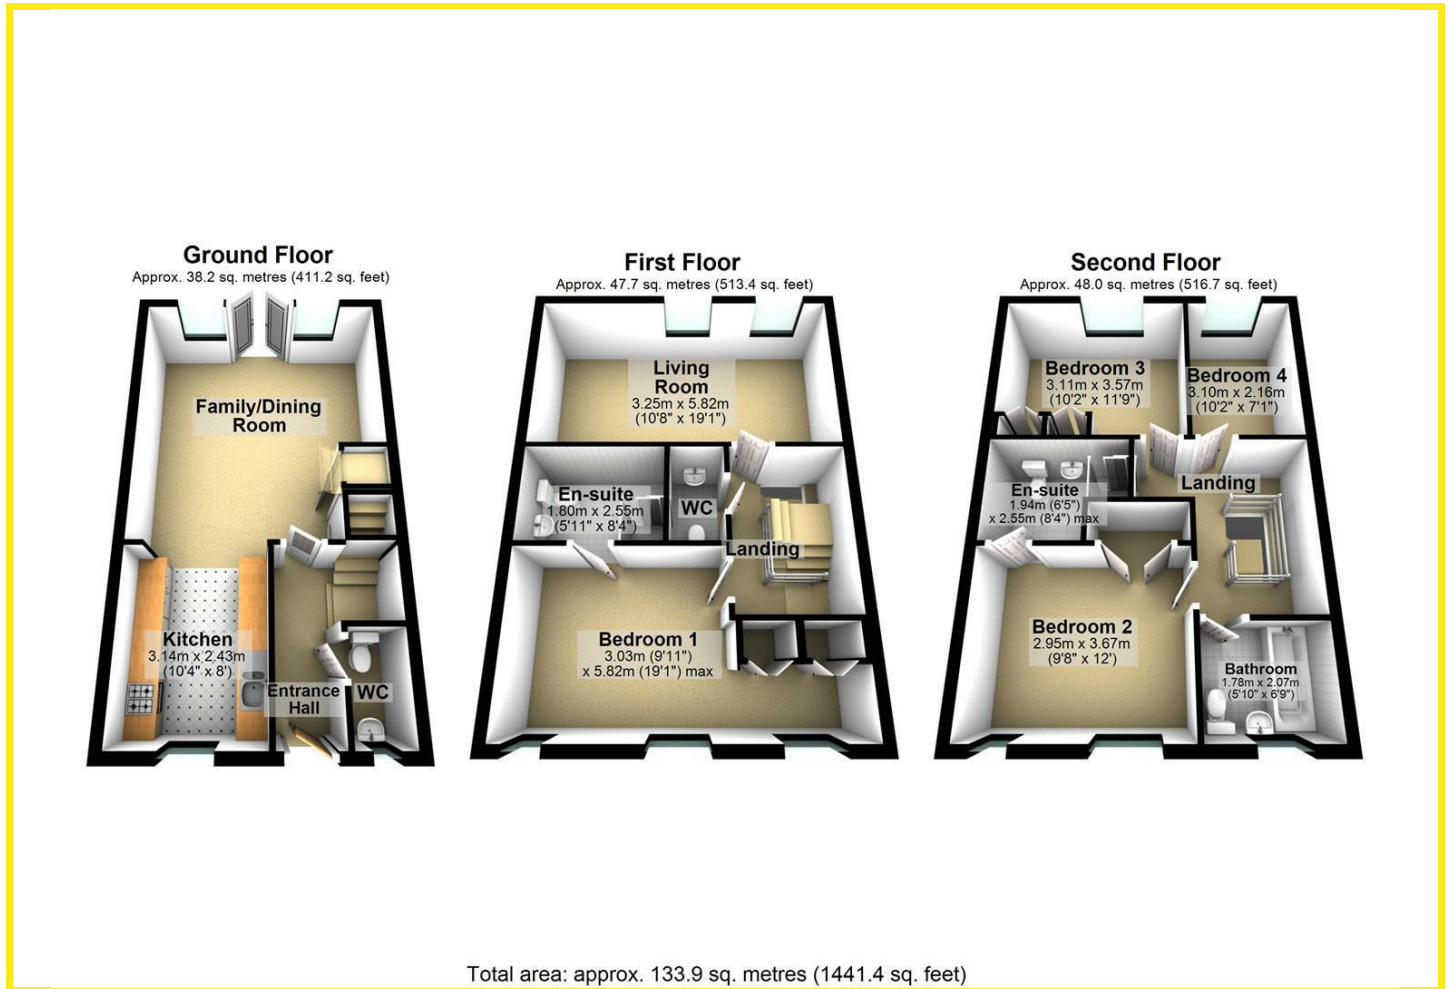 Ground Floor
Approx. 38.2 sq. metres (411.2 sq. feet)
Family/Dining
Room
Kitchen
3.14m x 2.43m
(10'4" x 8')
Entrance
Hall
WC
First Floor
Approx. 47.7 sq. metres (513.4 sq. feet)
Living
Room
3.25m x 5.82m
(10'8" x 19'1")
En-suite
1.80m x 2.55m
(5'11" x 8'4")
WC
Landing
Bedroom 1
3.03m (9'11")
x 5.82m (19'1") max
Second Floor
Approx. 48.0 sq. metres (516.7 sq. feet)
Bedroom 3
3.11m x 3.57m
(10'2" x 11'9")
Bedroom 4
3.10m x 2.16m
(10'2" x 7'1")
En-suite
1.94m (6'5")
x 2.55m (8'4") max
Landing
Bedroom 2
2.95m x 3.67m
(9'8" x 12')
Bathroom
1.78m x 2.07m
(5'10" x 6'9")
Total area: approx. 133.9 sq. metres (1441.4 sq. feet)